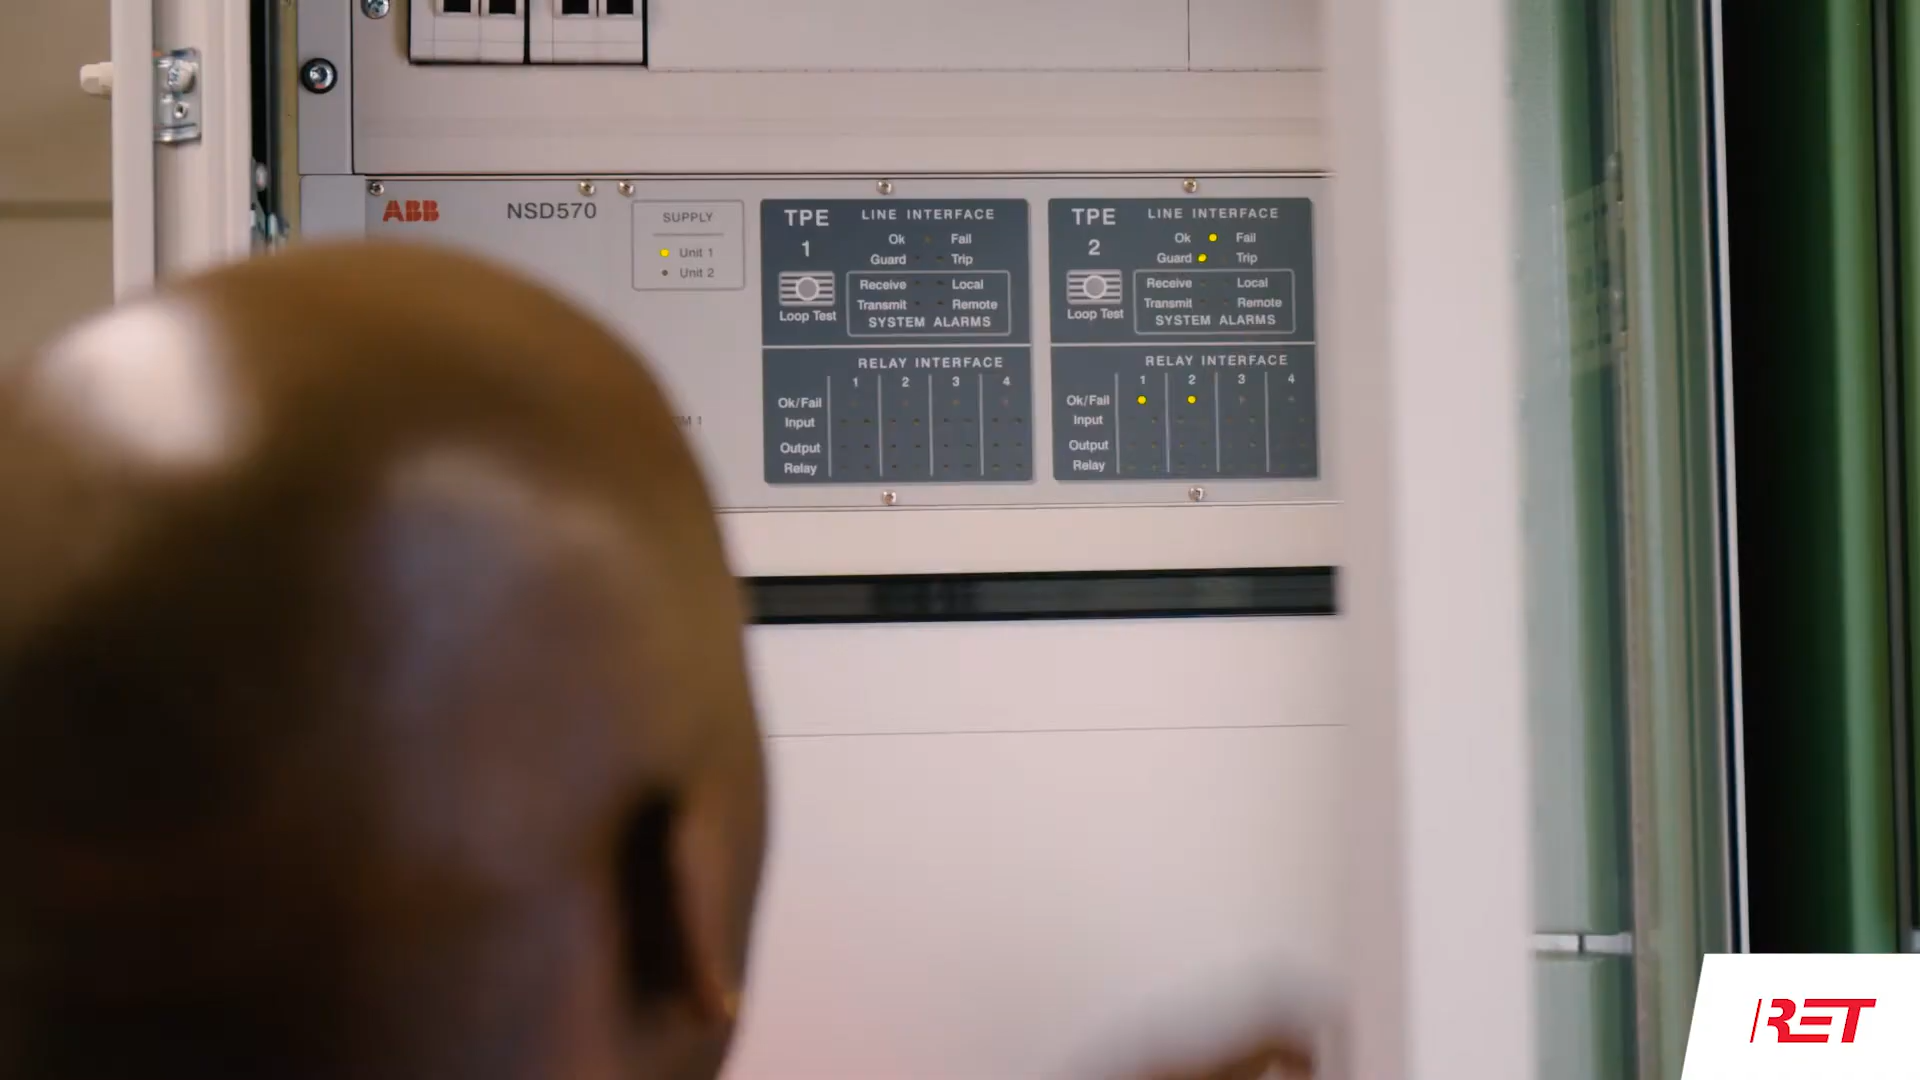 ABB
NSD570
SUPPLY
Unit 1
Unit 2
TPE
1
LINE INTERFACE
Ok Fail
Guard Trip
Loop Test
Receive Local
Transmit Remote
SYSTEM ALARMS
RELAY INTERFACE
1 2 3 4
Ok/Fail
Input
Output
Relay
TPE
2
LINE INTERFACE
Ok Fail
Guard Trip
Loop Test
Receive Local
Transmit Remote
SYSTEM ALARMS
RELAY INTERFACE
1 2 3 4
Ok/Fail
Input
Output
Relay
RET